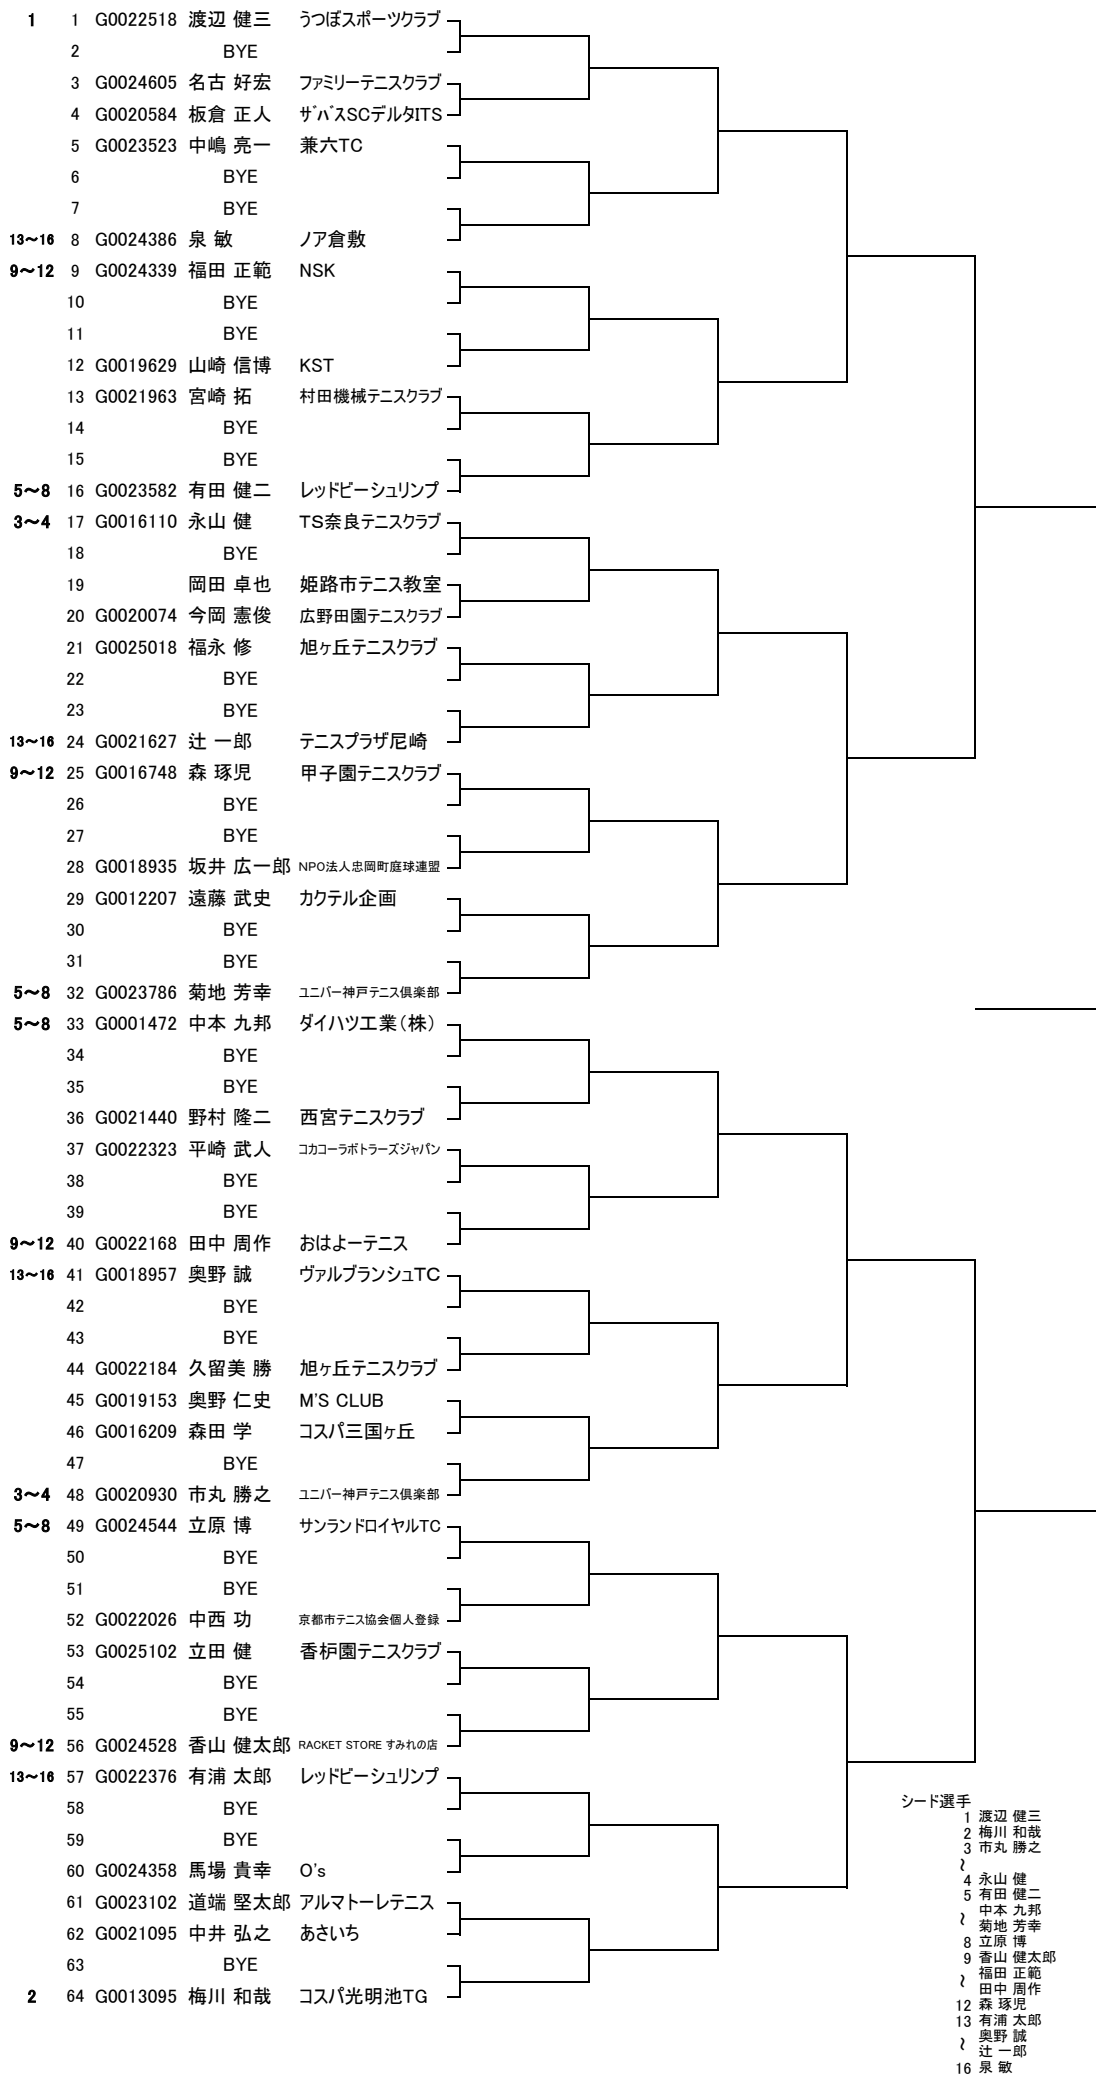 1 1 G0022518 渡辺 健三 うつぼスポーツクラブ
2 BYE
3 G0024605 名古 好宏 ファミリーテニスクラブ
4 G0020584 板倉 正人 ザバスSCデルタITS
5 G0023523 中嶋 亮一 兼六TC
6 BYE
7 BYE
13～16 8 G0024386 泉 敏 ノア倉敷
9～12 9 G0024339 福田 正範 NSK
10 BYE
11 BYE
12 G0019629 山崎 信博 KST
13 G0021963 宮崎 拓 村田機械テニスクラブ
14 BYE
15 BYE
5～8 16 G0023582 有田 健二 レッドビーシュリンプ
3～4 17 G0016110 永山 健 TS奈良テニスクラブ
18 BYE
19 岡田 卓也 姫路市テニス教室
20 G0020074 今岡 憲俊 広野田園テニスクラブ
21 G0025018 福永 修 旭ヶ丘テニスクラブ
22 BYE
23 BYE
13～16 24 G0021627 辻 一郎 テニスプラザ尼崎
9～12 25 G0016748 森 琢児 甲子園テニスクラブ
26 BYE
27 BYE
28 G0018935 坂井 広一郎 NPO法人忠岡町庭球連盟
29 G0012207 遠藤 武史 カクテル企画
30 BYE
31 BYE
5～8 32 G0023786 菊地 芳幸 ユニバー神戸テニス倶楽部
5～8 33 G0001472 中本 九邦 ダイハツ工業(株)
34 BYE
35 BYE
36 G0021440 野村 隆二 西宮テニスクラブ
37 G0022323 平崎 武人 コカコーラボトラーズジャパン
38 BYE
39 BYE
9～12 40 G0022168 田中 周作 おはよーテニス
13～16 41 G0018957 奥野 誠 ヴァルブランシュTC
42 BYE
43 BYE
44 G0022184 久留美 勝 旭ヶ丘テニスクラブ
45 G0019153 奥野 仁史 M'S CLUB
46 G0016209 森田 学 コスパ三国ヶ丘
47 BYE
3～4 48 G0020930 市丸 勝之 ユニバー神戸テニス倶楽部
5～8 49 G0024544 立原 博 サンランドロイヤルTC
50 BYE
51 BYE
52 G0022026 中西 功 京都市テニス協会個人登録
53 G0025102 立田 健 香枦園テニスクラブ
54 BYE
55 BYE
9～12 56 G0024528 香山 健太郎 RACKET STORE すみれの店
13～16 57 G0022376 有浦 太郎 レッドビーシュリンプ
58 BYE
59 BYE
60 G0024358 馬場 貴幸 O's
61 G0023102 道端 堅太郎 アルマトーレテニス
62 G0021095 中井 弘之 あさいち
63 BYE
2 64 G0013095 梅川 和哉 コスパ光明池TG
シード選手
1 渡辺 健三
2 梅川 和哉
3 市丸 勝之
～
4 永山 健
5 有田 健二
中本 九邦
～
菊地 芳幸
8 立原 博
9 香山 健太郎
福田 正範
～
田中 周作
12 森 琢児
13 有浦 太郎
奥野 誠
～
辻 一郎
16 泉 敏